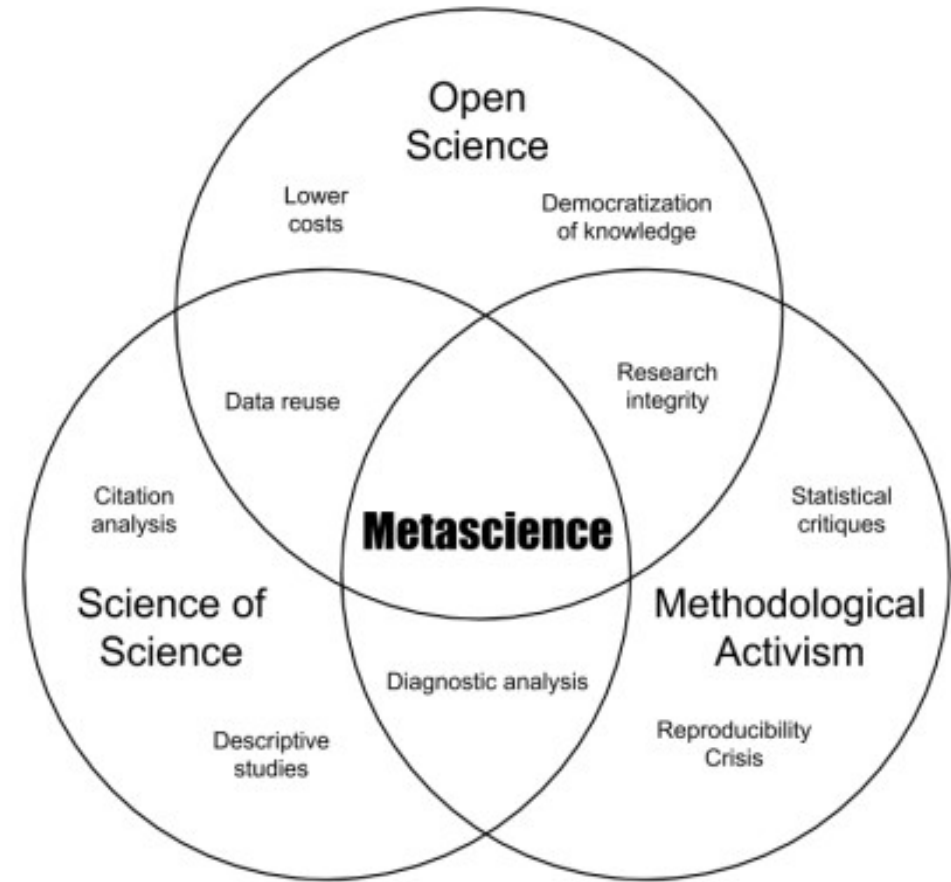 Open
Science
Lower
costs
Democratization
of knowledge
Data reuse
Research
integrity
Citation
analysis
Statistical
critiques
Metascience
Science of
Science
Methodological
Activism
Diagnostic analysis
Descriptive
studies
Reproducibility
Crisis